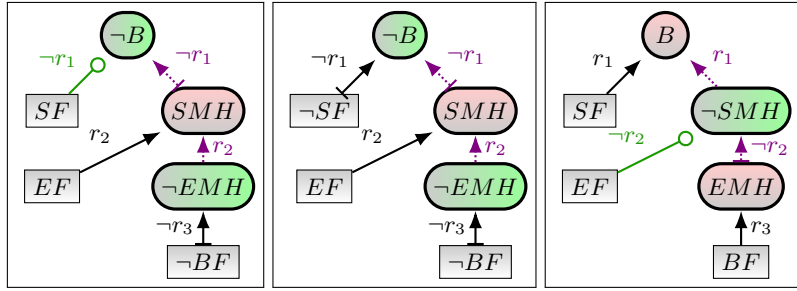 ¬B
¬r₁
¬r₁
SF
SMH
r₂
r₂
EF
¬EMH
¬r₃
¬BF
¬B
¬r₁
¬r₁
¬SF
SMH
r₂
r₂
EF
¬EMH
¬r₃
¬BF
B
r₁
r₁
SF
¬SMH
¬r₂
¬r₂
EF
EMH
r₃
BF